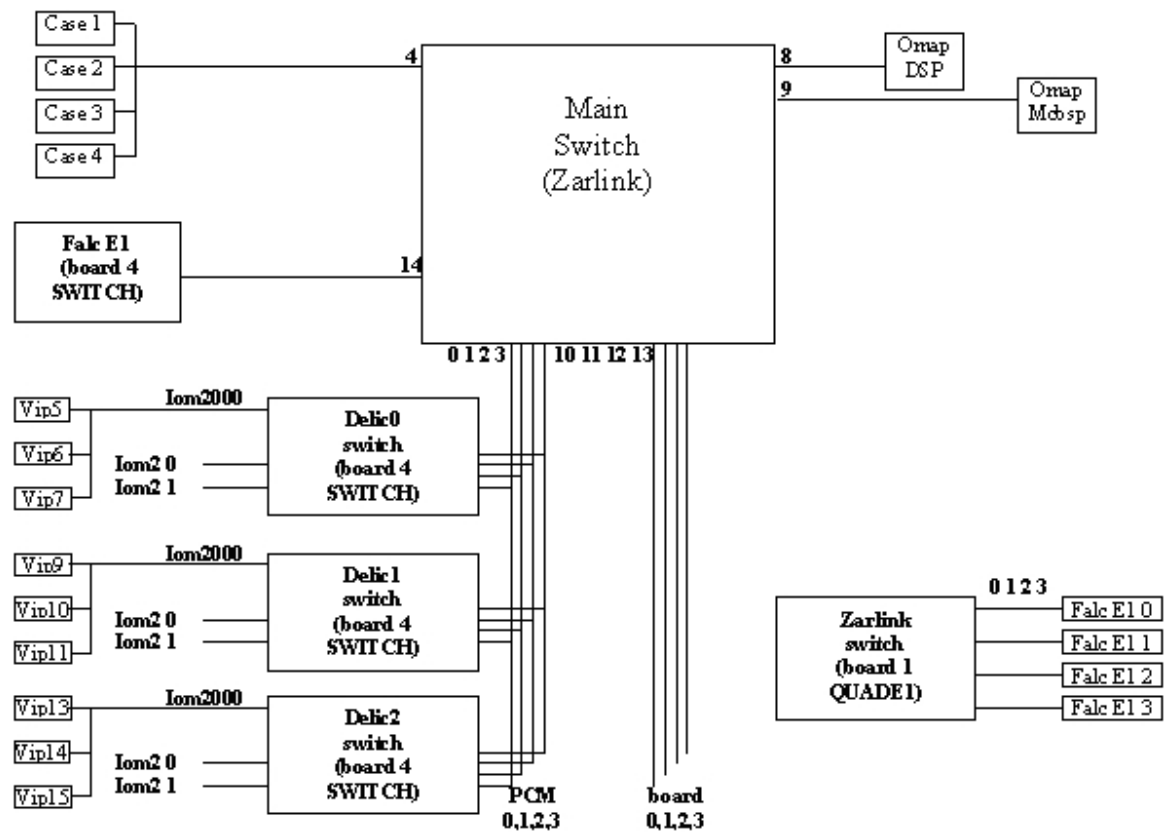 Case 1
Case 2
Case 3
Case 4
4
Main
Switch
(Zarlink)
8
Omap
DSP
9
Omap
Mcbsp
Falc E1
(board 4
SWITCH)
14
0 1 2 3
10 11 12 13
Vip5
Vip6
Vip7
Iom2000
Iom2 0
Iom2 1
Delic0
switch
(board 4
SWITCH)
Vip9
Vip10
Vip11
Iom2000
Iom2 0
Iom2 1
Delic1
switch
(board 4
SWITCH)
Vip13
Vip14
Vip15
Iom2000
Iom2 0
Iom2 1
Delic2
switch
(board 4
SWITCH)
PCM
0,1,2,3
board
0,1,2,3
Zarlink
switch
(board 1
QUADE1)
0 1 2 3
Falc E1 0
Falc E1 1
Falc E1 2
Falc E1 3